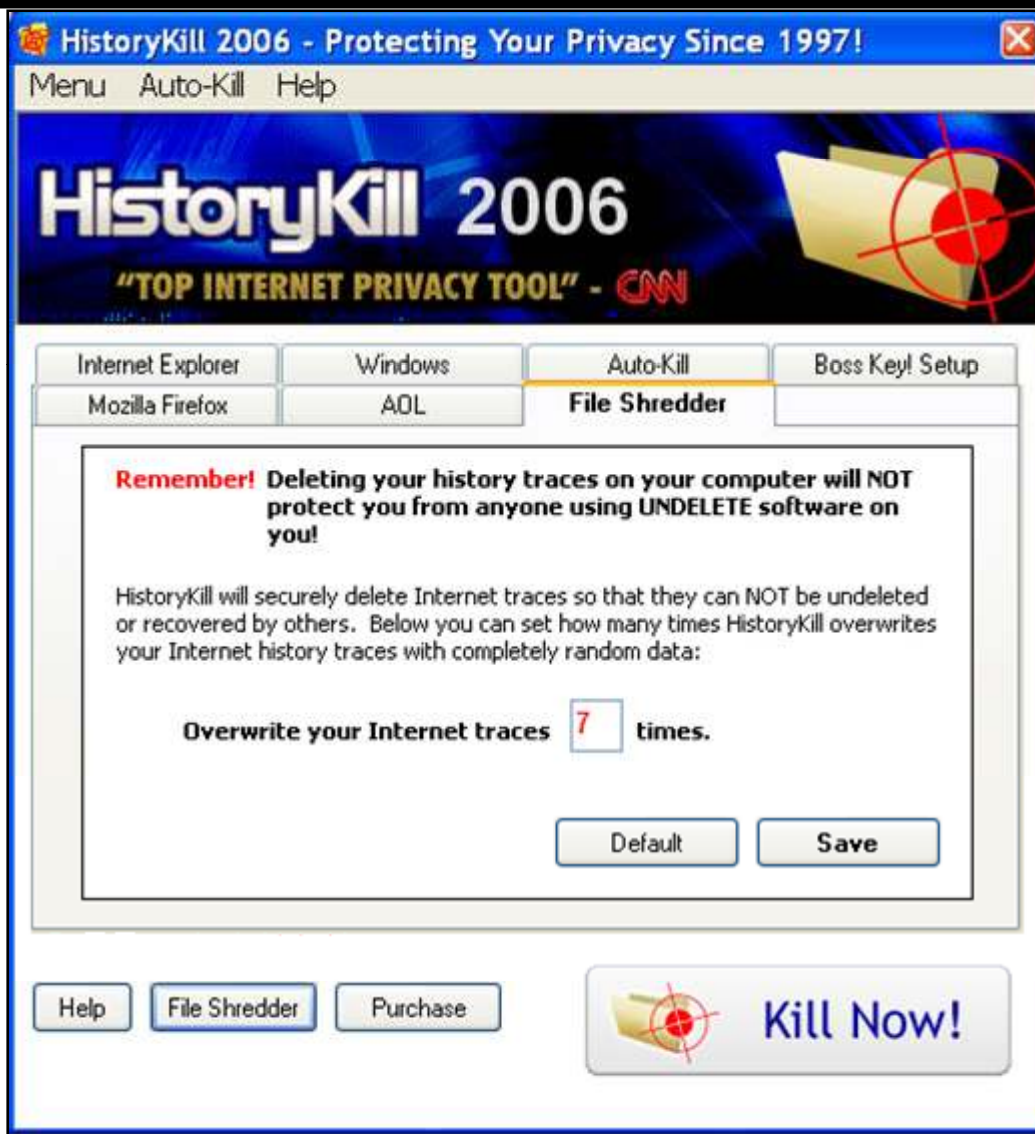 HistoryKill 2006 - Protecting Your Privacy Since 1997!
Menu Auto-Kill Help
HistoryKill 2006
"TOP INTERNET PRIVACY TOOL" - CNN
Internet Explorer Windows Auto-Kill Boss Key! Setup
Mozilla Firefox AOL File Shredder
Remember! Deleting your history traces on your computer will NOT
protect you from anyone using UNDELETE software on
you!
HistoryKill will securely delete Internet traces so that they can NOT be undeleted
or recovered by others. Below you can set how many times HistoryKill overwrites
your Internet history traces with completely random data:
Overwrite your Internet traces 7 times.
Default Save
Help File Shredder Purchase Kill Now!